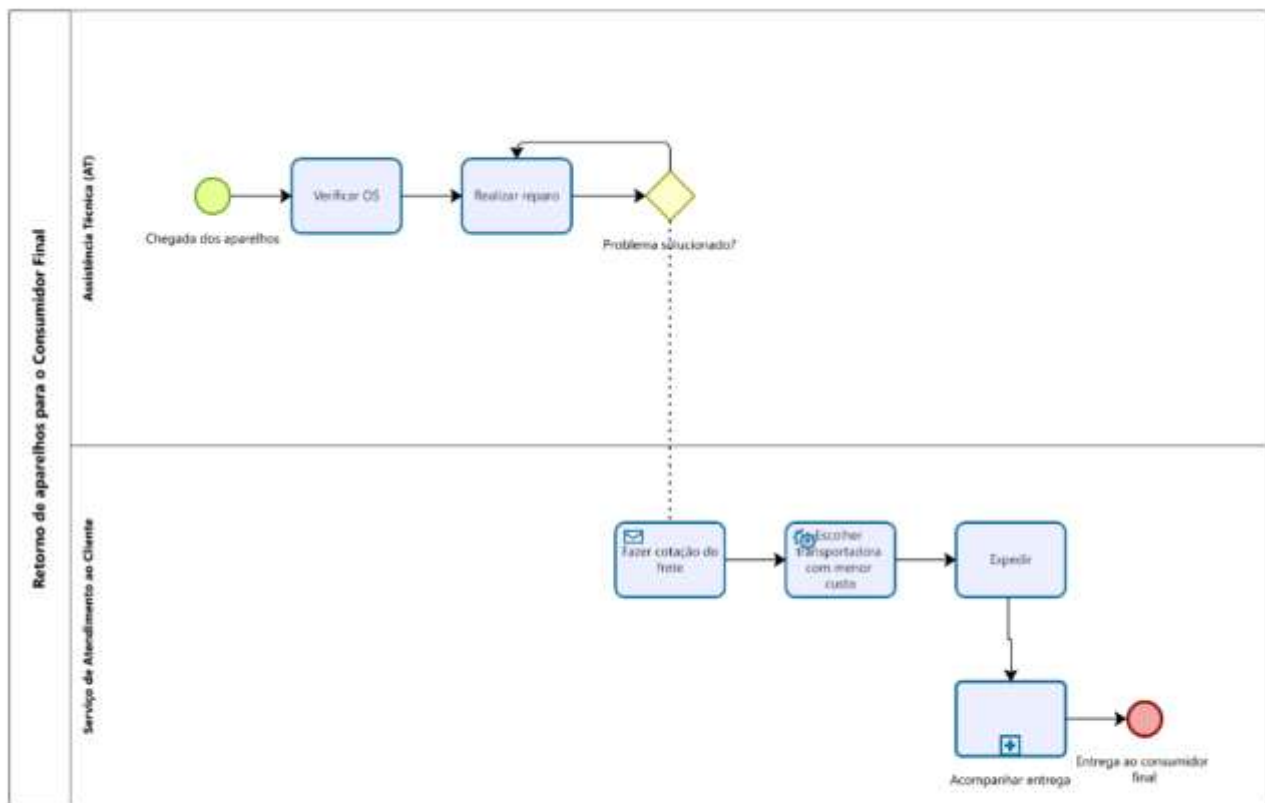 Retorno de aparelhos para o Consumidor Final
Assistência Técnica (AT)
Chegada dos aparelhos
Verificar OS
Realizar reparo
Problema solucionado?
Serviço de Atendimento ao Cliente
Fazer cotação do
frete
Escolher
transportadora
com menor
custo
Expedir
Acompanhar entrega
Entrega ao consumidor
final